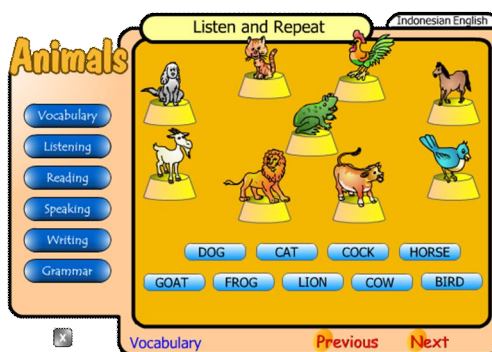 Indonesian English
Listen and Repeat
Animals
Vocabulary
Listening
Reading
Speaking
Writing
Grammar
DOG CAT COCK HORSE
GOAT FROG LION COW BIRD
X
Vocabulary Previous Next